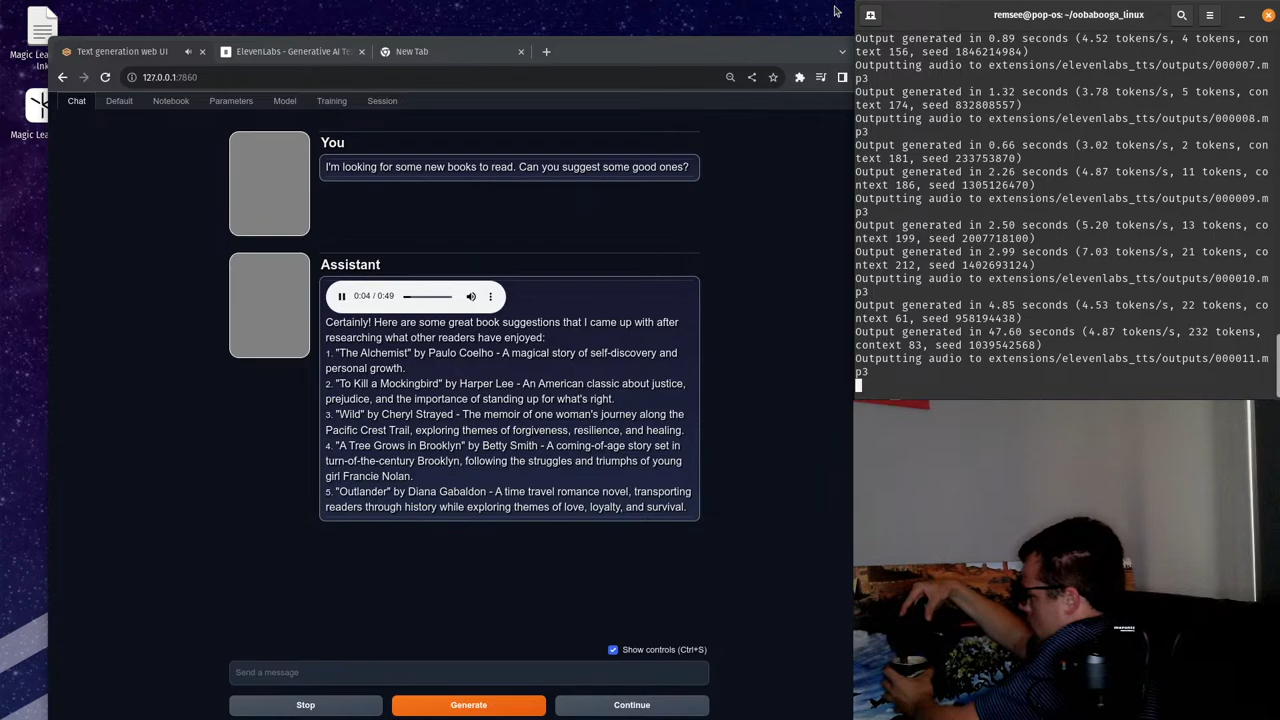 Magic Lea
Ink
Magic Lea
Text generation web UI
ElevenLabs - Generative AI Te
New Tab
127.0.0.1:7860
Chat
Default
Notebook
Parameters
Model
Training
Session
You
I'm looking for some new books to read. Can you suggest some good ones?
Assistant
0:04 / 0:49
Certainly! Here are some great book suggestions that I came up with after
researching what other readers have enjoyed:
1. "The Alchemist" by Paulo Coelho - A magical story of self-discovery and
personal growth.
2. "To Kill a Mockingbird" by Harper Lee - An American classic about justice,
prejudice, and the importance of standing up for what's right.
3. "Wild" by Cheryl Strayed - The memoir of one woman's journey along the
Pacific Crest Trail, exploring themes of forgiveness, resilience, and healing.
4. "A Tree Grows in Brooklyn" by Betty Smith - A coming-of-age story set in
turn-of-the-century Brooklyn, following the struggles and triumphs of young
girl Francie Nolan.
5. "Outlander" by Diana Gabaldon - A time travel romance novel, transporting
readers through history while exploring themes of love, loyalty, and survival.
Show controls (Ctrl+S)
Send a message
Stop
Generate
Continue
remsee@pop-os: ~/oobabooga_linux
Output generated in 0.89 seconds (4.52 tokens/s, 4 tokens, con
text 156, seed 1846214984)
Outputting audio to extensions/elevenlabs_tts/outputs/000007.m
p3
Output generated in 1.32 seconds (3.78 tokens/s, 5 tokens, con
text 174, seed 832808557)
Outputting audio to extensions/elevenlabs_tts/outputs/000008.m
p3
Output generated in 0.66 seconds (3.02 tokens/s, 2 tokens, con
text 181, seed 233753870)
Output generated in 2.26 seconds (4.87 tokens/s, 11 tokens, co
ntext 186, seed 1305126470)
Outputting audio to extensions/elevenlabs_tts/outputs/000009.m
p3
Output generated in 2.50 seconds (5.20 tokens/s, 13 tokens, co
ntext 199, seed 2007718100)
Output generated in 2.99 seconds (7.03 tokens/s, 21 tokens, co
ntext 212, seed 1402693124)
Outputting audio to extensions/elevenlabs_tts/outputs/000010.m
p3
Output generated in 4.85 seconds (4.53 tokens/s, 22 tokens, co
ntext 61, seed 958194438)
Output generated in 47.60 seconds (4.87 tokens/s, 232 tokens,
context 83, seed 1039542568)
Outputting audio to extensions/elevenlabs_tts/outputs/000011.m
p3
marantz